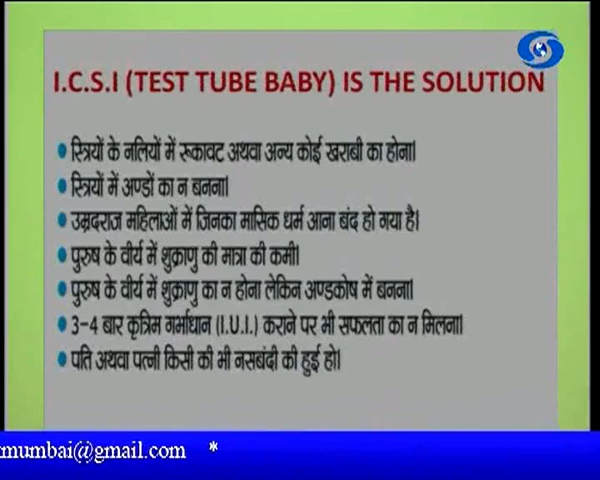 I.C.S.I (TEST TUBE BABY) IS THE SOLUTION
स्त्रियों के नलियों में रूकावट अथवा अन्य कोई खराबी का होना।
स्त्रियों में अण्डों का न बनना।
उम्रदराज महिलाओं में जिनका मासिक धर्म आना बंद हो गया है।
पुरुष के वीर्य में शुक्राणु की मात्रा की कमी।
पुरुष के वीर्य में शुक्राणु का न होना लेकिन अण्डकोष में बनना।
3-4 बार कृत्रिम गर्भाधान (I.U.I.) कराने पर भी सफलता का न मिलना।
पति अथवा पत्नी किसी की भी नसबंदी की हुई हो।
mumbai@gmail.com *